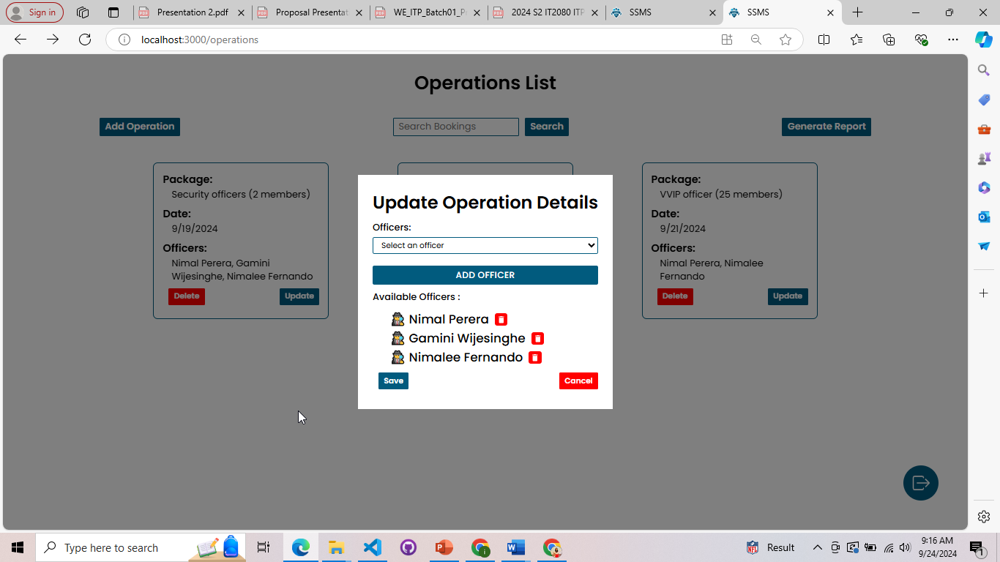 Sign in
Presentation 2.pdf
Proposal Presentat
WE_ITP_Batch01_P
2024 S2 IT2080 ITP
SSMS
SSMS
localhost:3000/operations
Operations List
Add Operation
Search Bookings
Search
Generate Report
Package:
Security officers (2 members)
Date:
9/19/2024
Officers:
Nimal Perera, Gamini
Wijesinghe, Nimalee Fernando
Delete
Update
Update Operation Details
Officers:
Select an officer
ADD OFFICER
Available Officers :
Nimal Perera
Gamini Wijesinghe
Nimalee Fernando
Save
Cancel
Package:
VVIP officer (25 members)
Date:
9/21/2024
Officers:
Nimal Perera, Nimalee
Fernando
Delete
Update
Type here to search
Result
9:16 AM
9/24/2024
1